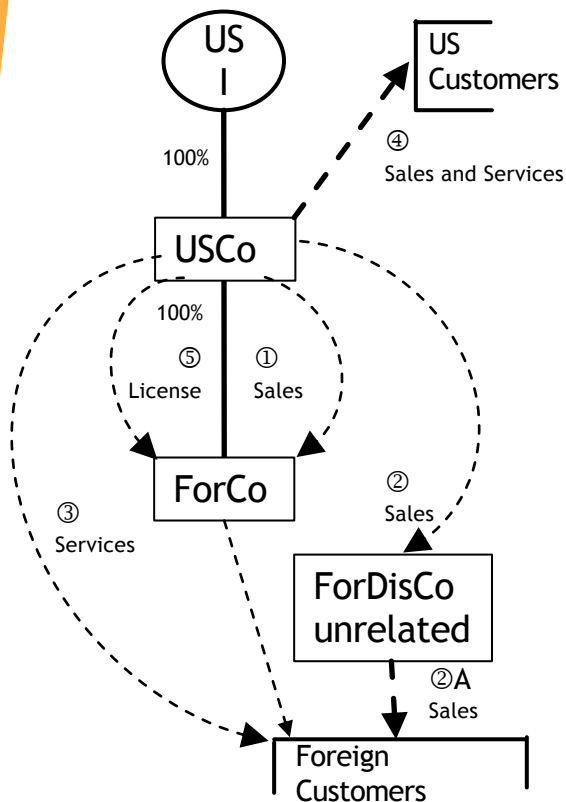 US
I
US
Customers
④
Sales and Services
100%
USCo
100%
⑤
License
①
Sales
ForCo
②
Sales
③
Services
ForDisCo
unrelated
②A
Sales
Foreign
Customers